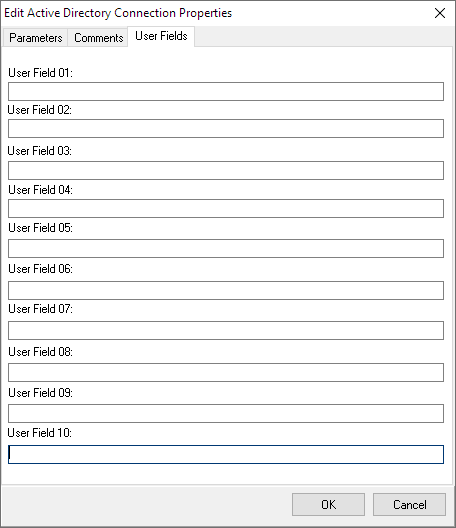 Edit Active Directory Connection Properties
Parameters Comments User Fields
User Field 01:
User Field 02:
User Field 03:
User Field 04:
User Field 05:
User Field 06:
User Field 07:
User Field 08:
User Field 09:
User Field 10:
OK Cancel